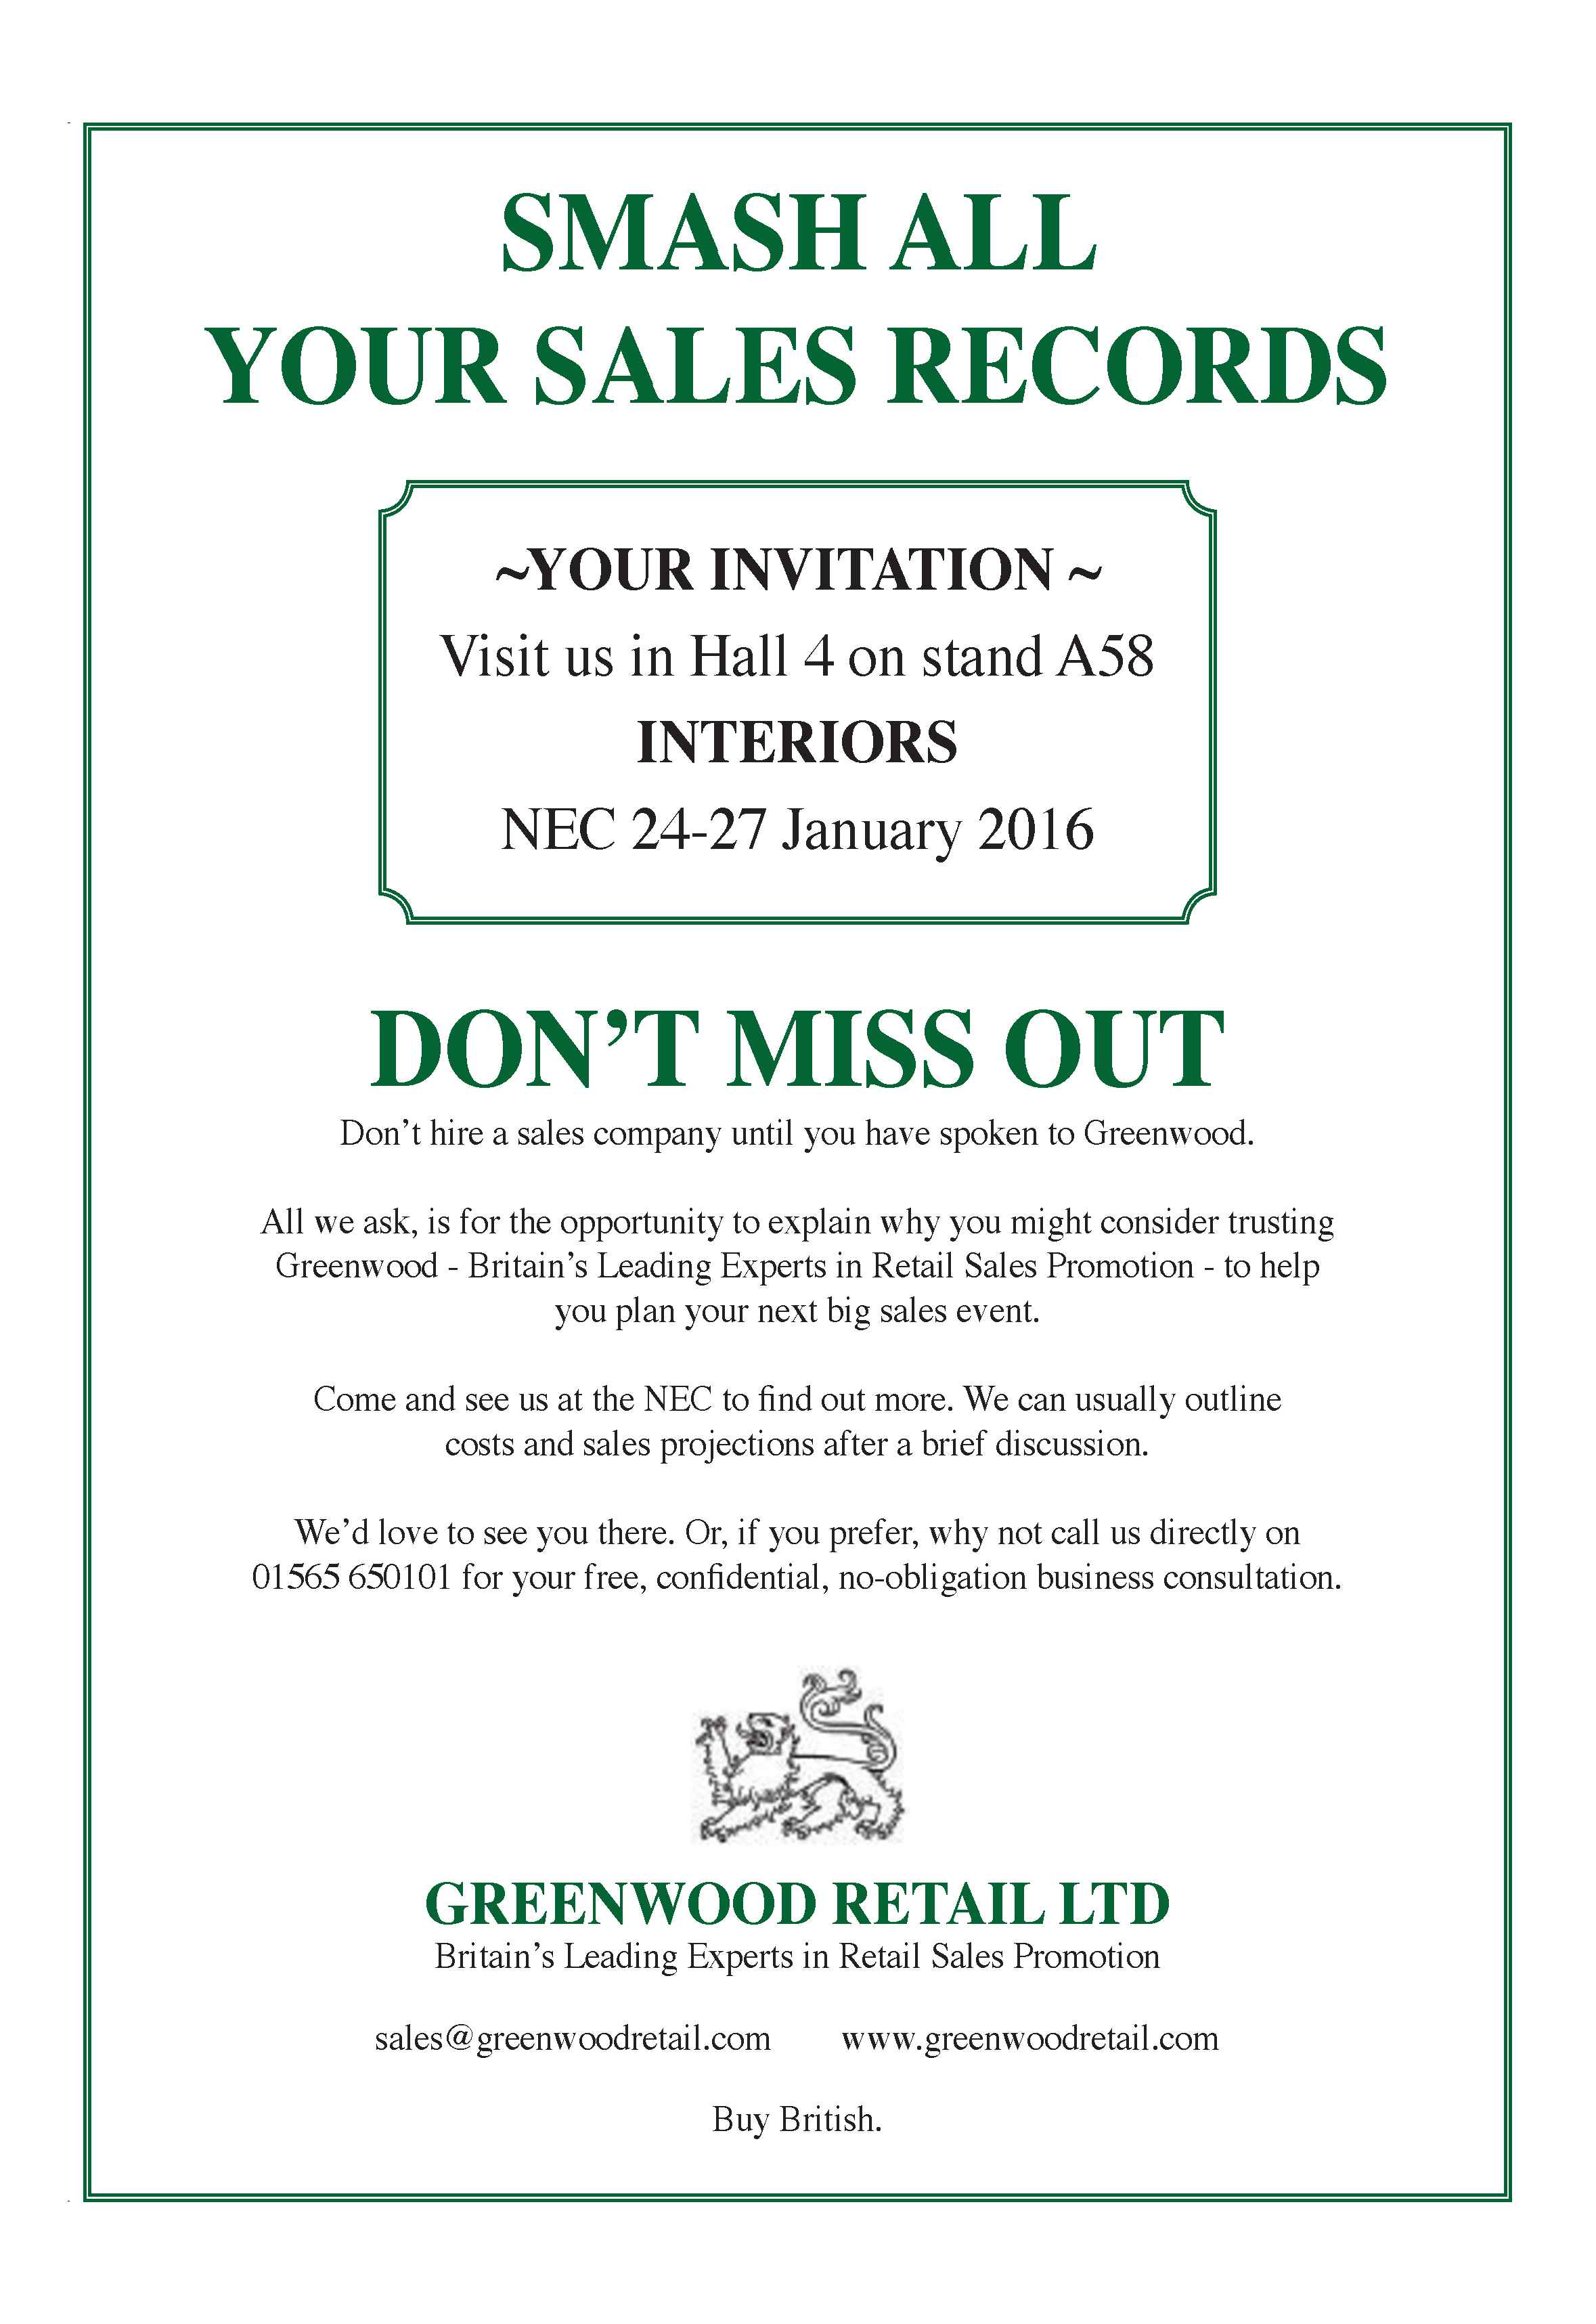 SMASH ALL
YOUR SALES RECORDS
~YOUR INVITATION ~
Visit us in Hall 4 on stand A58
INTERIORS
NEC 24-27 January 2016
DON’T MISS OUT
Don’t hire a sales company until you have spoken to Greenwood.
All we ask, is for the opportunity to explain why you might consider trusting
Greenwood - Britain’s Leading Experts in Retail Sales Promotion - to help
you plan your next big sales event.
Come and see us at the NEC to find out more. We can usually outline
costs and sales projections after a brief discussion.
We’d love to see you there. Or, if you prefer, why not call us directly on
01565 650101 for your free, confidential, no-obligation business consultation.
GREENWOOD RETAIL LTD
Britain’s Leading Experts in Retail Sales Promotion
sales@greenwoodretail.com www.greenwoodretail.com
Buy British.